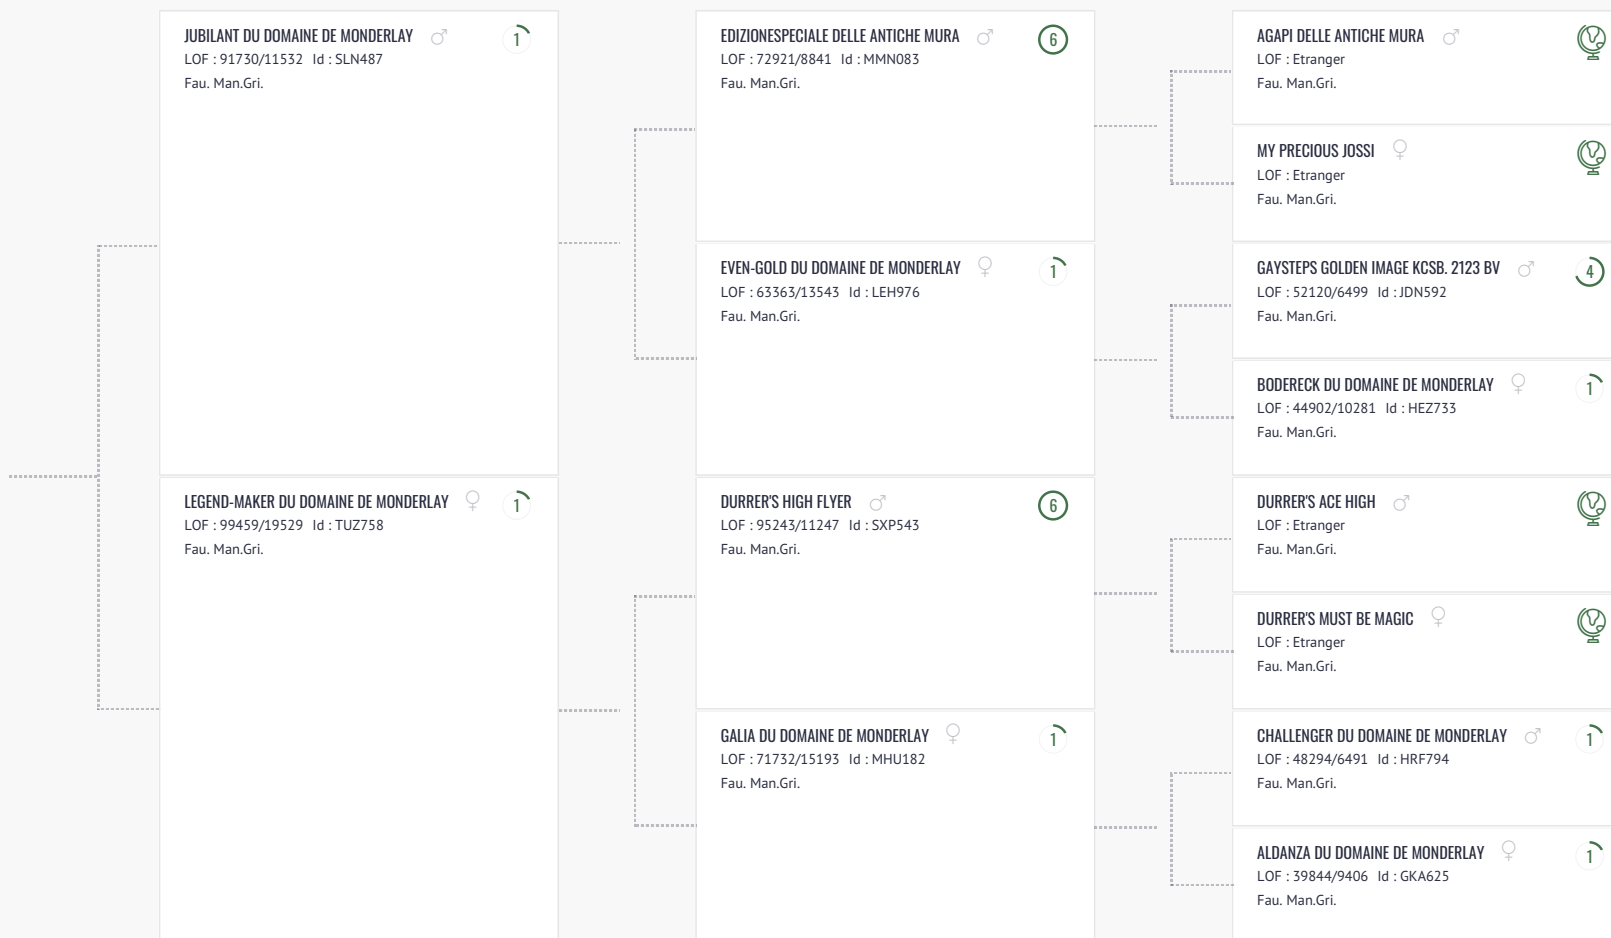 JUBILANT DU DOMAINE DE MONDERLAY
1
LOF : 91730/11532 Id : SLN487
Fau. Man.Gri.
LEGEND-MAKER DU DOMAINE DE MONDERLAY
1
LOF : 99459/19529 Id : TUZ758
Fau. Man.Gri.
EDIZIONESPECIALE DELLE ANTICHE MURA
6
LOF : 72921/8841 Id : MMN083
Fau. Man.Gri.
EVEN-GOLD DU DOMAINE DE MONDERLAY
1
LOF : 63363/13543 Id : LEH976
Fau. Man.Gri.
DURRER'S HIGH FLYER
6
LOF : 95243/11247 Id : SXP543
Fau. Man.Gri.
GALIA DU DOMAINE DE MONDERLAY
1
LOF : 71732/15193 Id : MHU182
Fau. Man.Gri.
AGAPI DELLE ANTICHE MURA
LOF : Etranger
Fau. Man.Gri.
MY PRECIOUS JOSSI
LOF : Etranger
Fau. Man.Gri.
GAYSTEPS GOLDEN IMAGE KCSB. 2123 BV
4
LOF : 52120/6499 Id : JDN592
Fau. Man.Gri.
BODERECK DU DOMAINE DE MONDERLAY
1
LOF : 44902/10281 Id : HEZ733
Fau. Man.Gri.
DURRER'S ACE HIGH
LOF : Etranger
Fau. Man.Gri.
DURRER'S MUST BE MAGIC
LOF : Etranger
Fau. Man.Gri.
CHALLENGER DU DOMAINE DE MONDERLAY
1
LOF : 48294/6491 Id : HRF794
Fau. Man.Gri.
ALDANZA DU DOMAINE DE MONDERLAY
1
LOF : 39844/9406 Id : GKA625
Fau. Man.Gri.